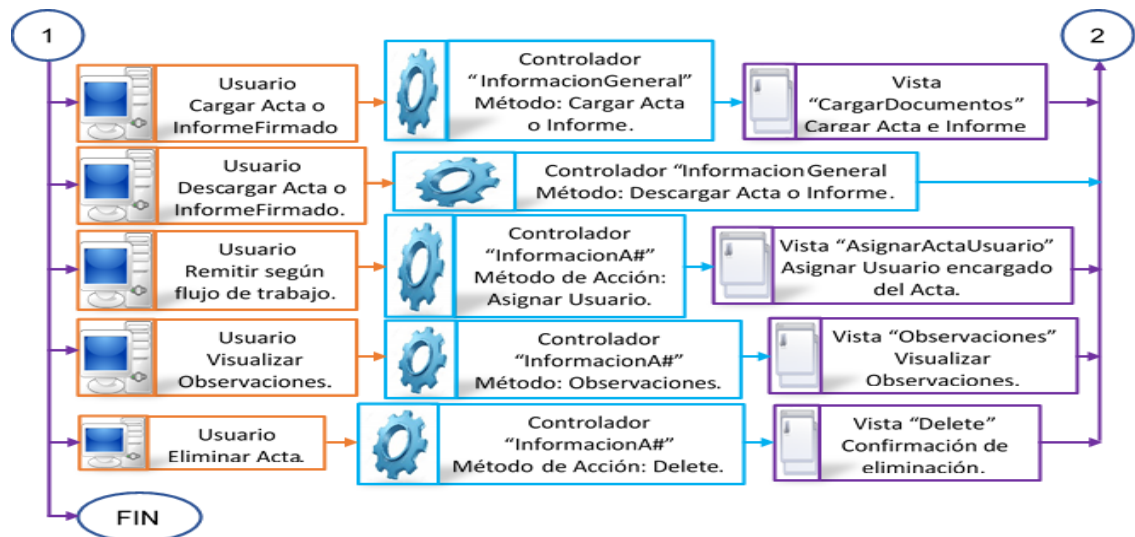 1
2
Usuario
Cargar Acta o
InformeFirmado
Controlador
“InformacionGeneral”
Método: Cargar Acta
o Informe.
Vista
“CargarDocumentos”
Cargar Acta e Informe
Usuario
Descargar Acta o
InformeFirmado.
Controlador “InformacionGeneral
Método: Descargar Acta o Informe.
Usuario
Remitir según
flujo de trabajo.
Controlador
“InformacionA#”
Método de Acción:
Asignar Usuario.
Vista “AsignarActaUsuario”
Asignar Usuario encargado
del Acta.
Usuario
Visualizar
Observaciones.
Controlador
“InformacionA#”
Método: Observaciones.
Vista “Observaciones”
Visualizar
Observaciones.
Usuario
Eliminar Acta.
Controlador
“InformacionA#”
Método de Acción: Delete.
Vista “Delete”
Confirmación de
eliminación.
FIN